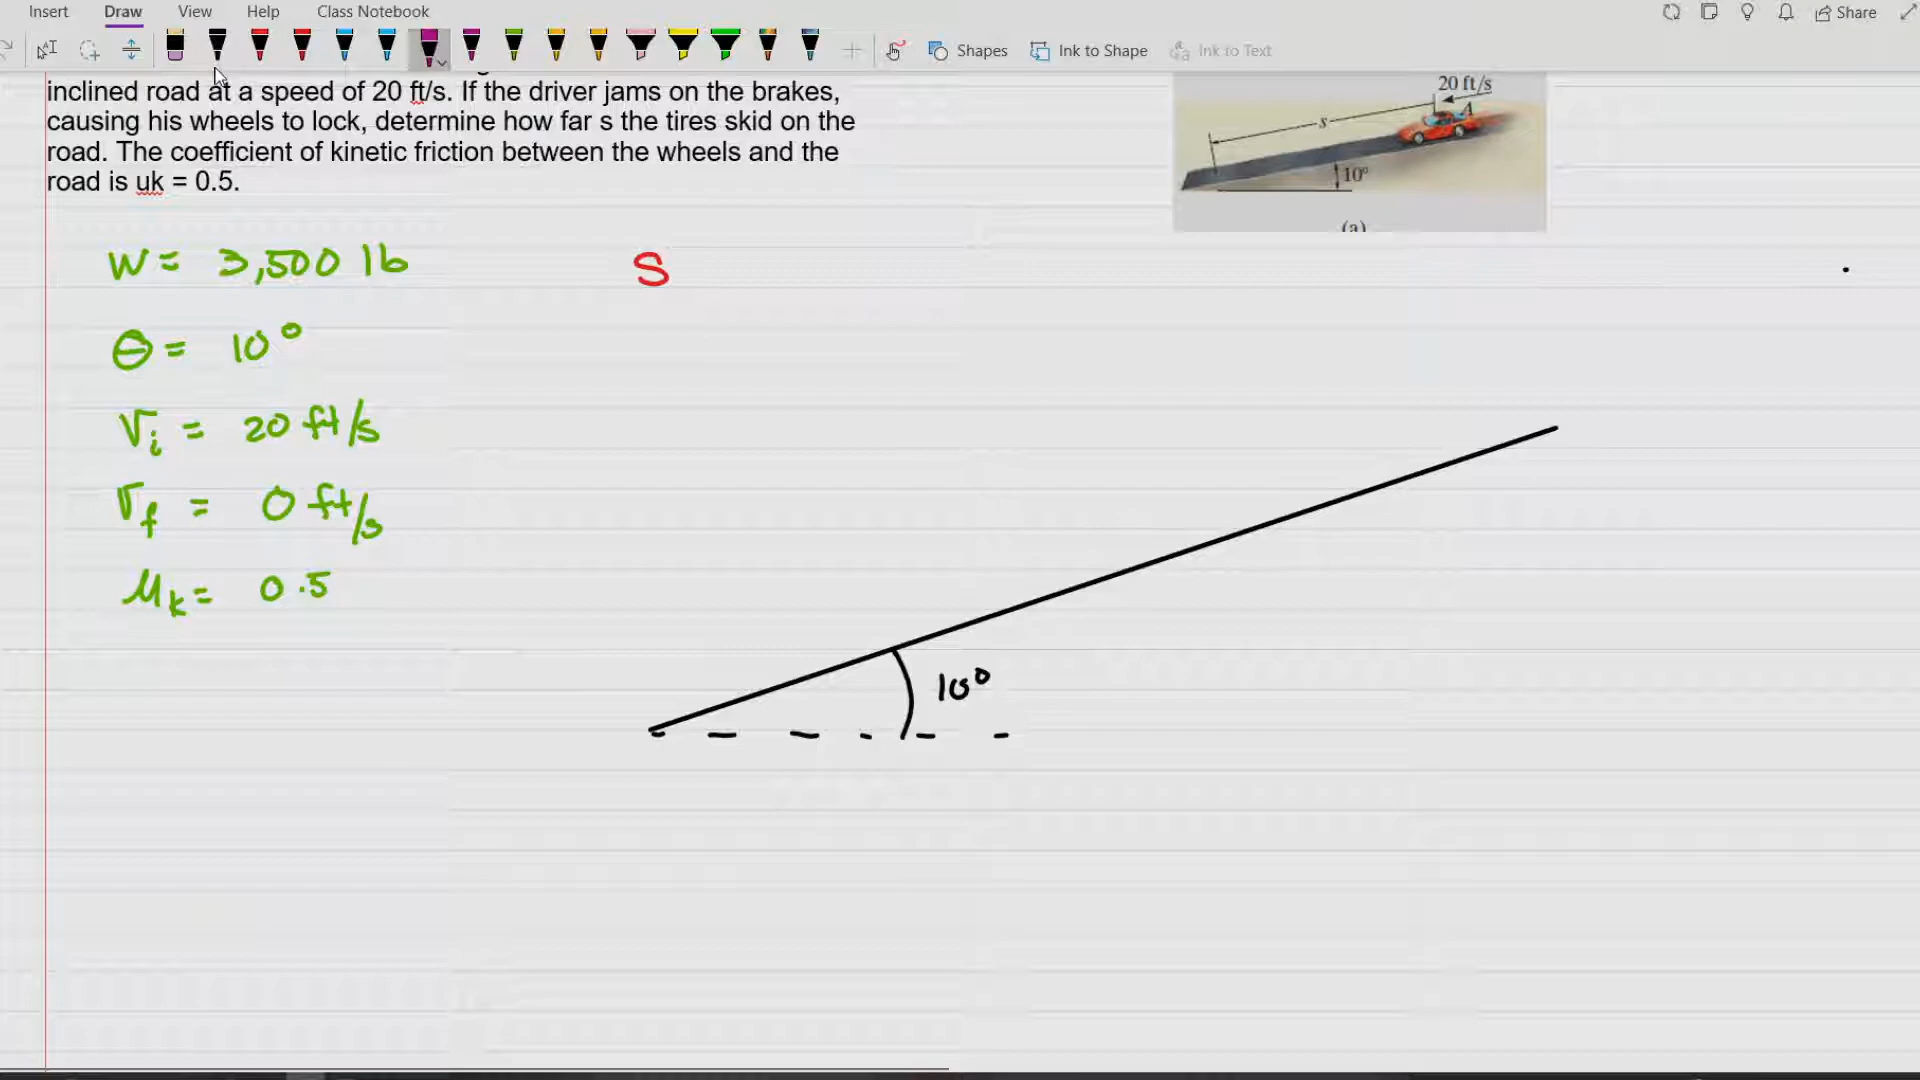 Insert Draw View Help Class Notebook Share
Shapes Ink to Shape Ink to Text
inclined road at a speed of 20 ft/s. If the driver jams on the brakes,
causing his wheels to lock, determine how far s the tires skid on the
road. The coefficient of kinetic friction between the wheels and the
road is uk = 0.5.
20 ft/s
A
s
10°
(a)
W = 3,500 lb
S
θ = 10°
Vi = 20 ft/s
Vf = 0 ft/s
μk = 0.5
10°